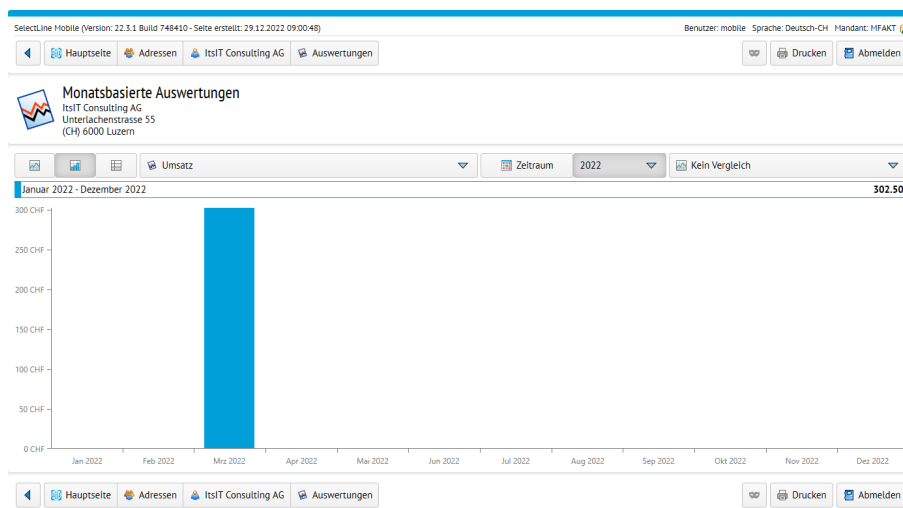 SelectLine Mobile (Version: 22.3.1 Build 748410 - Seite erstellt: 29.12.2022 09:00:48) Benutzer: mobile Sprache: Deutsch-CH Mandant: MFAKT
Hauptseite Adressen ItsIT Consulting AG Auswertungen Drucken Abmelden
Monatsbasierte Auswertungen
ItsIT Consulting AG
Unterlachenstrasse 55
(CH) 6000 Luzern
Umsatz Zeitraum 2022 Kein Vergleich
Januar 2022 - Dezember 2022 302.50
300 CHF
250 CHF
200 CHF
150 CHF
100 CHF
50 CHF
0 CHF
Jan 2022 Feb 2022 Mrz 2022 Apr 2022 Mai 2022 Jun 2022 Jul 2022 Aug 2022 Sep 2022 Okt 2022 Nov 2022 Dez 2022
Hauptseite Adressen ItsIT Consulting AG Auswertungen Drucken Abmelden